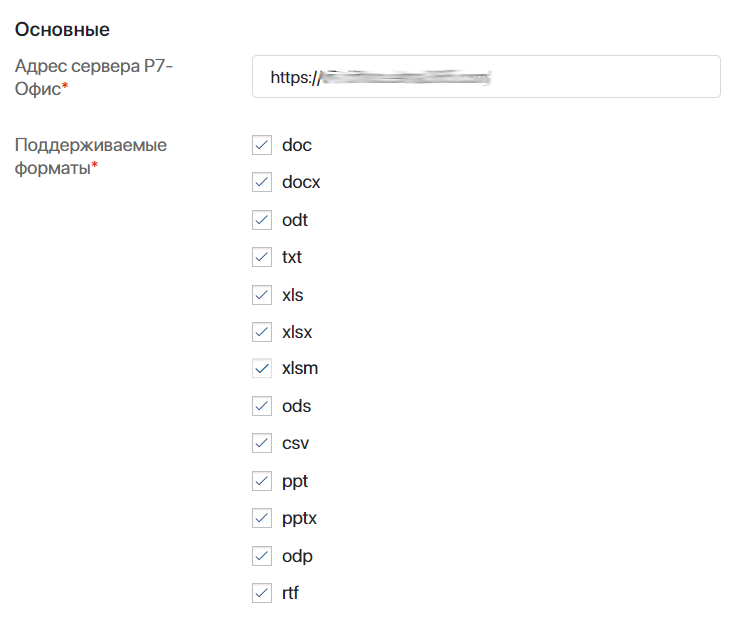 Основные
Адрес сервера Р7-
Офис*
https://
Поддерживаемые
форматы*
doc
docx
odt
txt
xls
xlsx
xlsm
ods
csv
ppt
pptx
odp
rtf